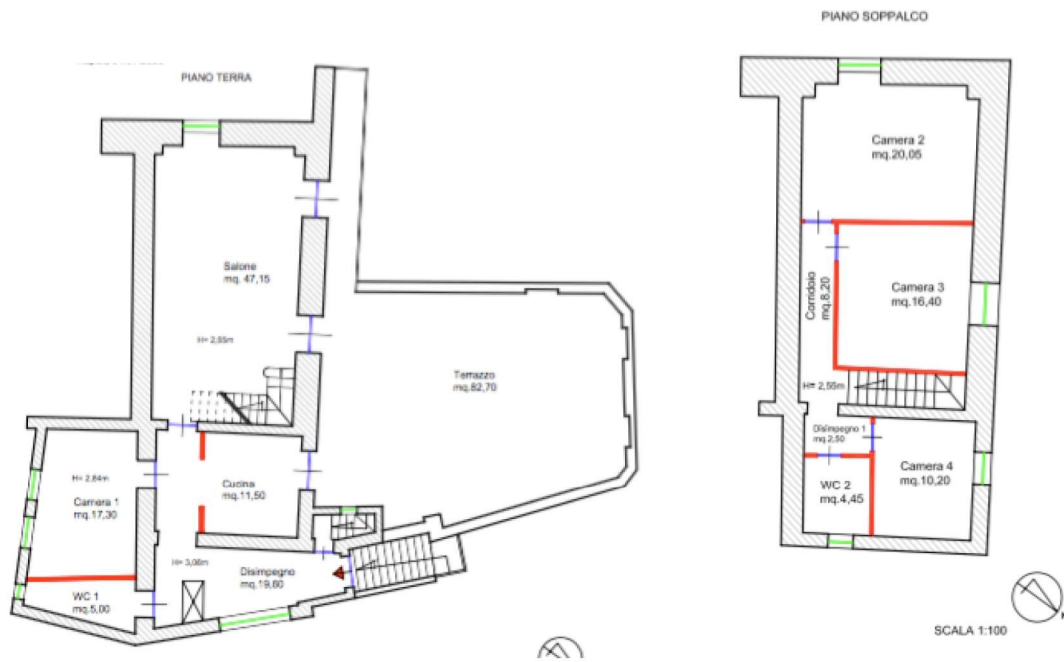 PIANO TERRA
Salone
mq. 47,15
H= 2,55m
Terrazzo
mq.82,70
H= 2,84m
Camera 1
mq.17,30
Cucina
mq.11,50
H= 3,06m
Disimpegno
mq.19,60
WC 1
mq.5,00
PIANO SOPPALCO
Camera 2
mq.20,05
Corridoio
mq.8,20
Camera 3
mq.16,40
H= 2,55m
Disimpegno 1
mq.2,50
WC 2
mq.4,45
Camera 4
mq.10,20
SCALA 1:100